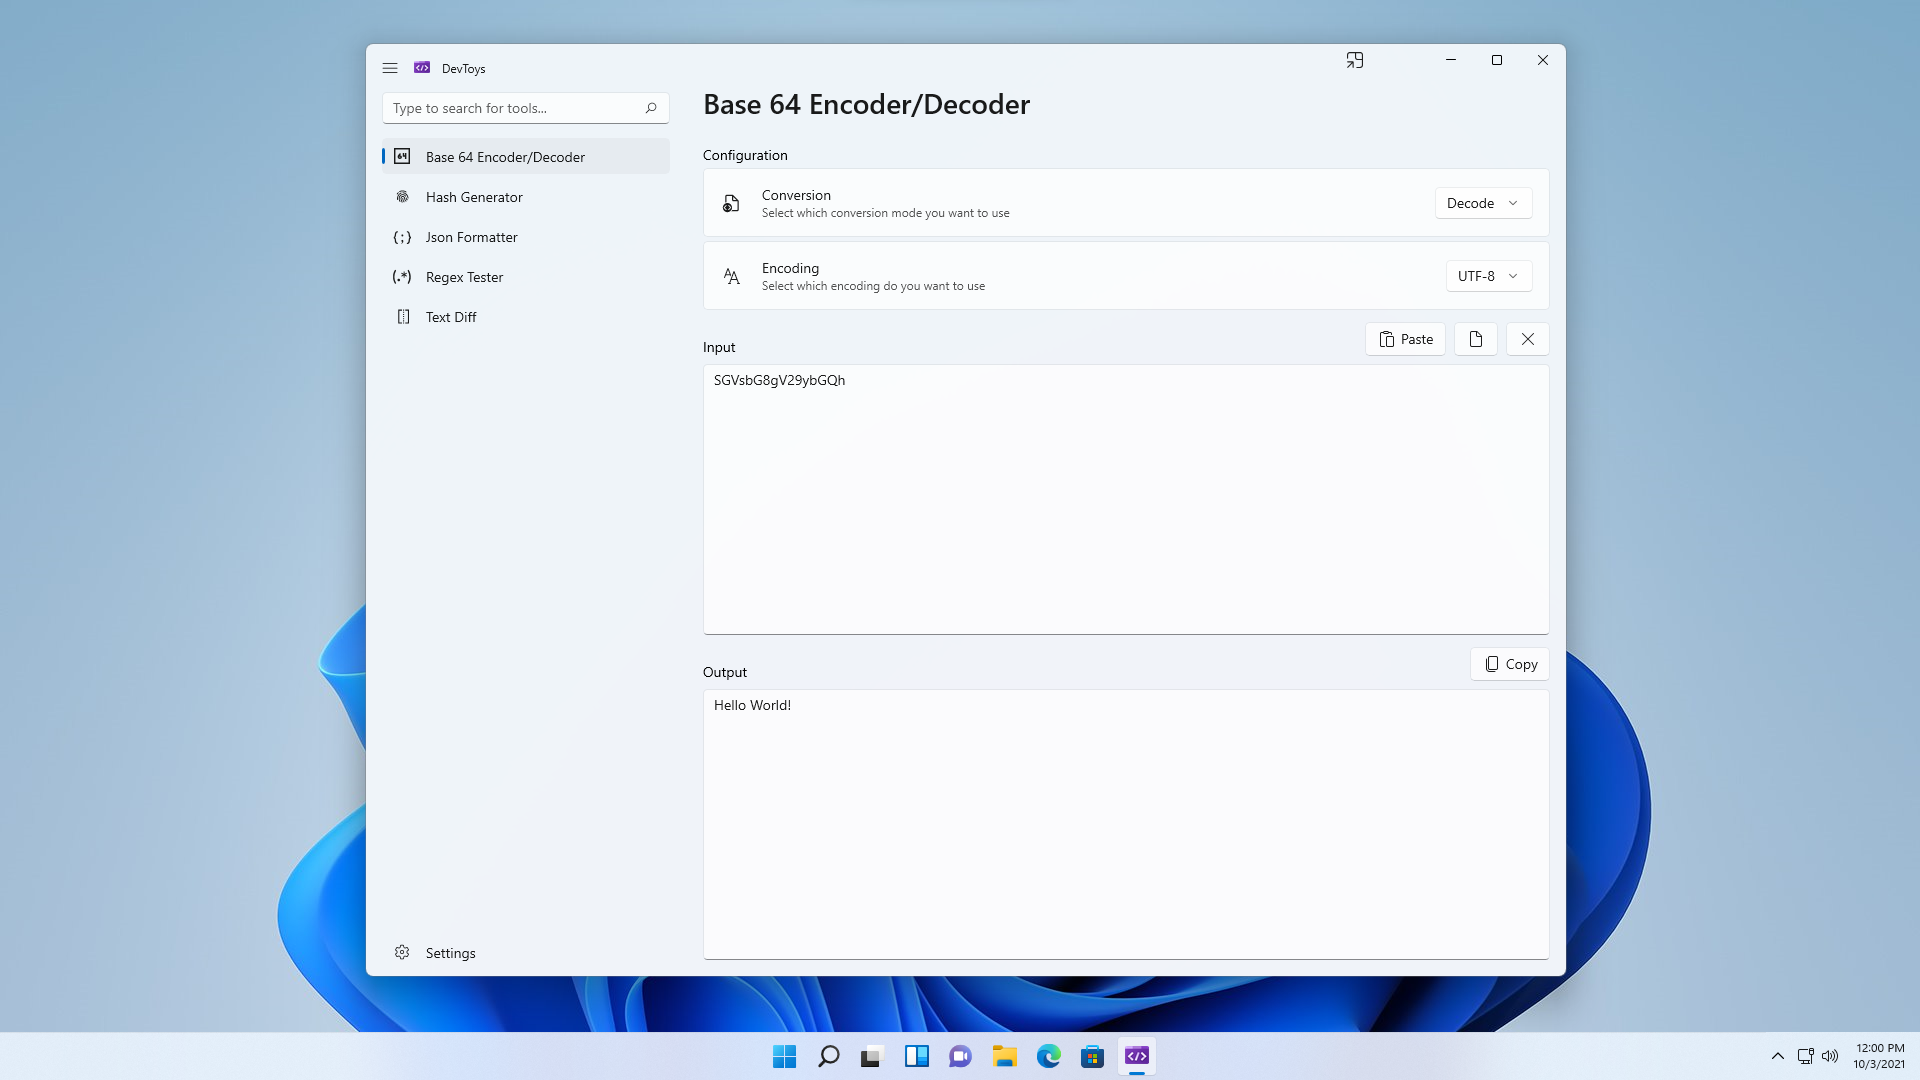 DevToys
Type to search for tools...
Base 64 Encoder/Decoder
Hash Generator
Json Formatter
Regex Tester
Text Diff
Settings
Base 64 Encoder/Decoder
Configuration
Conversion
Select which conversion mode you want to use
Decode
Encoding
Select which encoding do you want to use
UTF-8
Input
Paste
SGVsbG8gV29ybGQh
Output
Copy
Hello World!
12:00 PM
10/3/2021